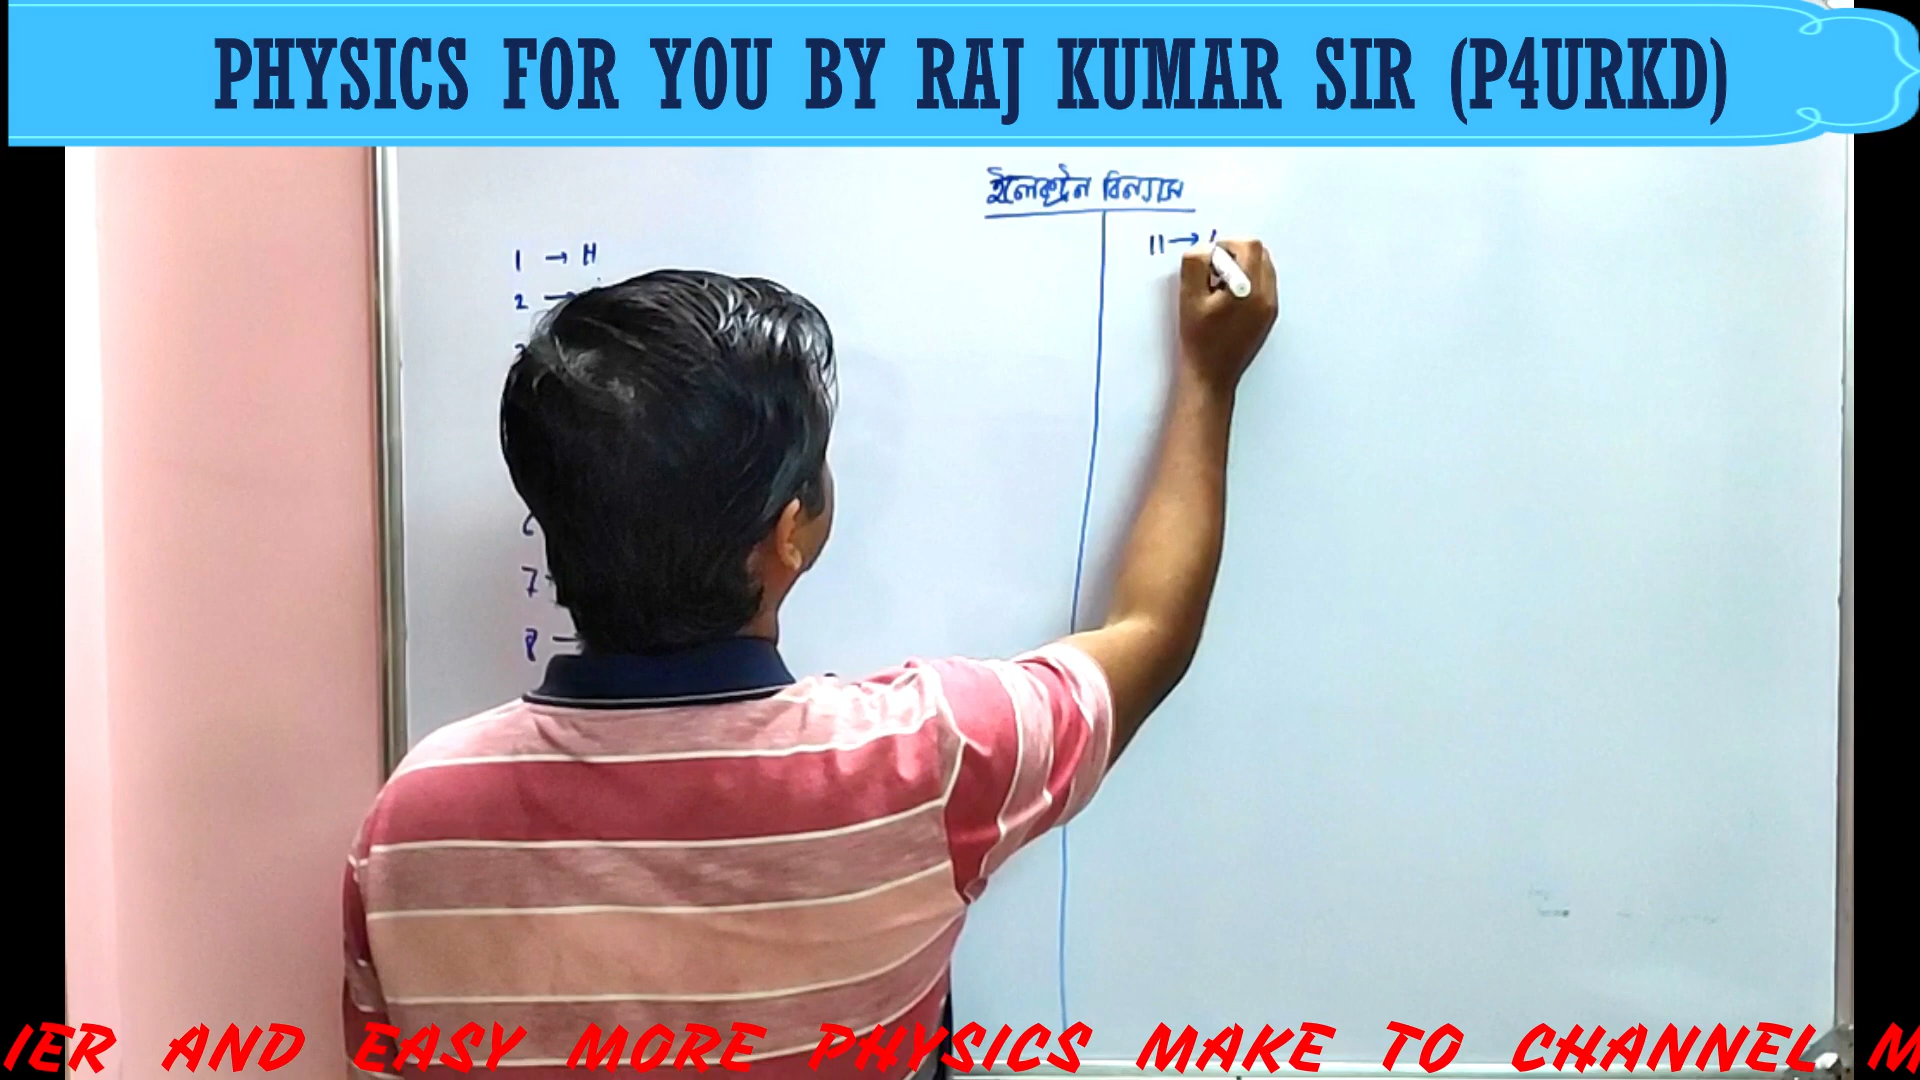 PHYSICS FOR YOU BY RAJ KUMAR SIR (P4URKD)
ইলেকট্রন বিন্যাস
1 → H
2 →
11 →
7
8
IER AND EASY MORE PHYSICS MAKE TO CHANNEL M